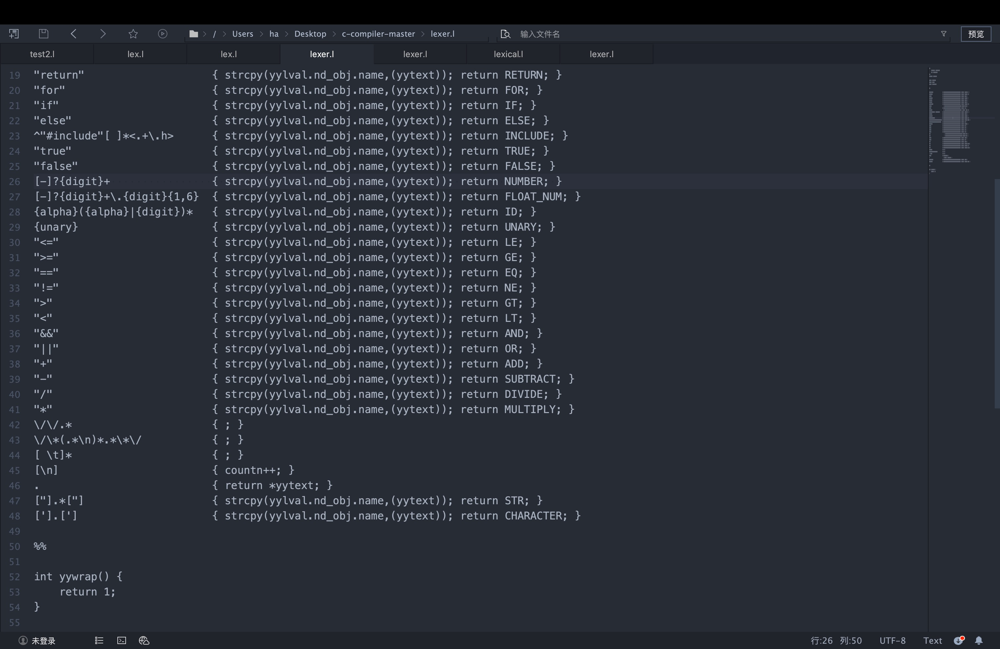 / Users ha Desktop c-compiler-master lexer.l 输入文件名 预览
test2.l lex.l lex.l lexer.l lexer.l lexical.l lexer.l
19 "return" { strcpy(yylval.nd_obj.name,(yytext)); return RETURN; }
20 "for" { strcpy(yylval.nd_obj.name,(yytext)); return FOR; }
21 "if" { strcpy(yylval.nd_obj.name,(yytext)); return IF; }
22 "else" { strcpy(yylval.nd_obj.name,(yytext)); return ELSE; }
23 ^"#include"[ ]*<.+\.h> { strcpy(yylval.nd_obj.name,(yytext)); return INCLUDE; }
24 "true" { strcpy(yylval.nd_obj.name,(yytext)); return TRUE; }
25 "false" { strcpy(yylval.nd_obj.name,(yytext)); return FALSE; }
26 [-]?{digit}+ { strcpy(yylval.nd_obj.name,(yytext)); return NUMBER; }
27 [-]?{digit}+\.{digit}{1,6} { strcpy(yylval.nd_obj.name,(yytext)); return FLOAT_NUM; }
28 {alpha}({alpha}|{digit})* { strcpy(yylval.nd_obj.name,(yytext)); return ID; }
29 {unary} { strcpy(yylval.nd_obj.name,(yytext)); return UNARY; }
30 "<=" { strcpy(yylval.nd_obj.name,(yytext)); return LE; }
31 ">=" { strcpy(yylval.nd_obj.name,(yytext)); return GE; }
32 "==" { strcpy(yylval.nd_obj.name,(yytext)); return EQ; }
33 "!=" { strcpy(yylval.nd_obj.name,(yytext)); return NE; }
34 ">" { strcpy(yylval.nd_obj.name,(yytext)); return GT; }
35 "<" { strcpy(yylval.nd_obj.name,(yytext)); return LT; }
36 "&&" { strcpy(yylval.nd_obj.name,(yytext)); return AND; }
37 "||" { strcpy(yylval.nd_obj.name,(yytext)); return OR; }
38 "+" { strcpy(yylval.nd_obj.name,(yytext)); return ADD; }
39 "-" { strcpy(yylval.nd_obj.name,(yytext)); return SUBTRACT; }
40 "/" { strcpy(yylval.nd_obj.name,(yytext)); return DIVIDE; }
41 "*" { strcpy(yylval.nd_obj.name,(yytext)); return MULTIPLY; }
42 \/\/.* { ; }
43 \/\*(.*\n)*.*\*\/ { ; }
44 [ \t]* { ; }
45 [\n] { countn++; }
46 . { return *yytext; }
47 ["].*["] { strcpy(yylval.nd_obj.name,(yytext)); return STR; }
48 ['].['] { strcpy(yylval.nd_obj.name,(yytext)); return CHARACTER; }
49
50 %%
51
52 int yywrap() {
53 return 1;
54 }
55
未登录 行:26 列:50 UTF-8 Text